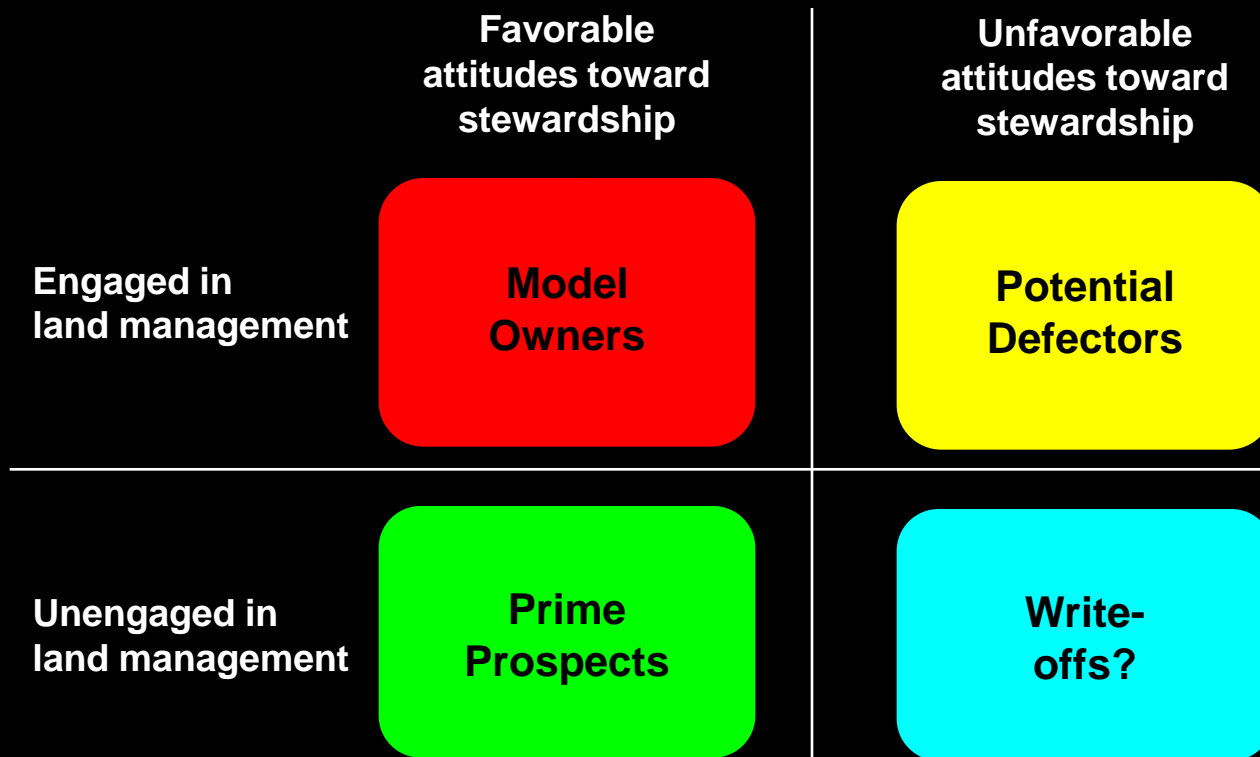 Favorable
attitudes toward
stewardship
Unfavorable
attitudes toward
stewardship
Engaged in
land management
Model
Owners
Potential
Defectors
Unengaged in
land management
Prime
Prospects
Write-
offs?